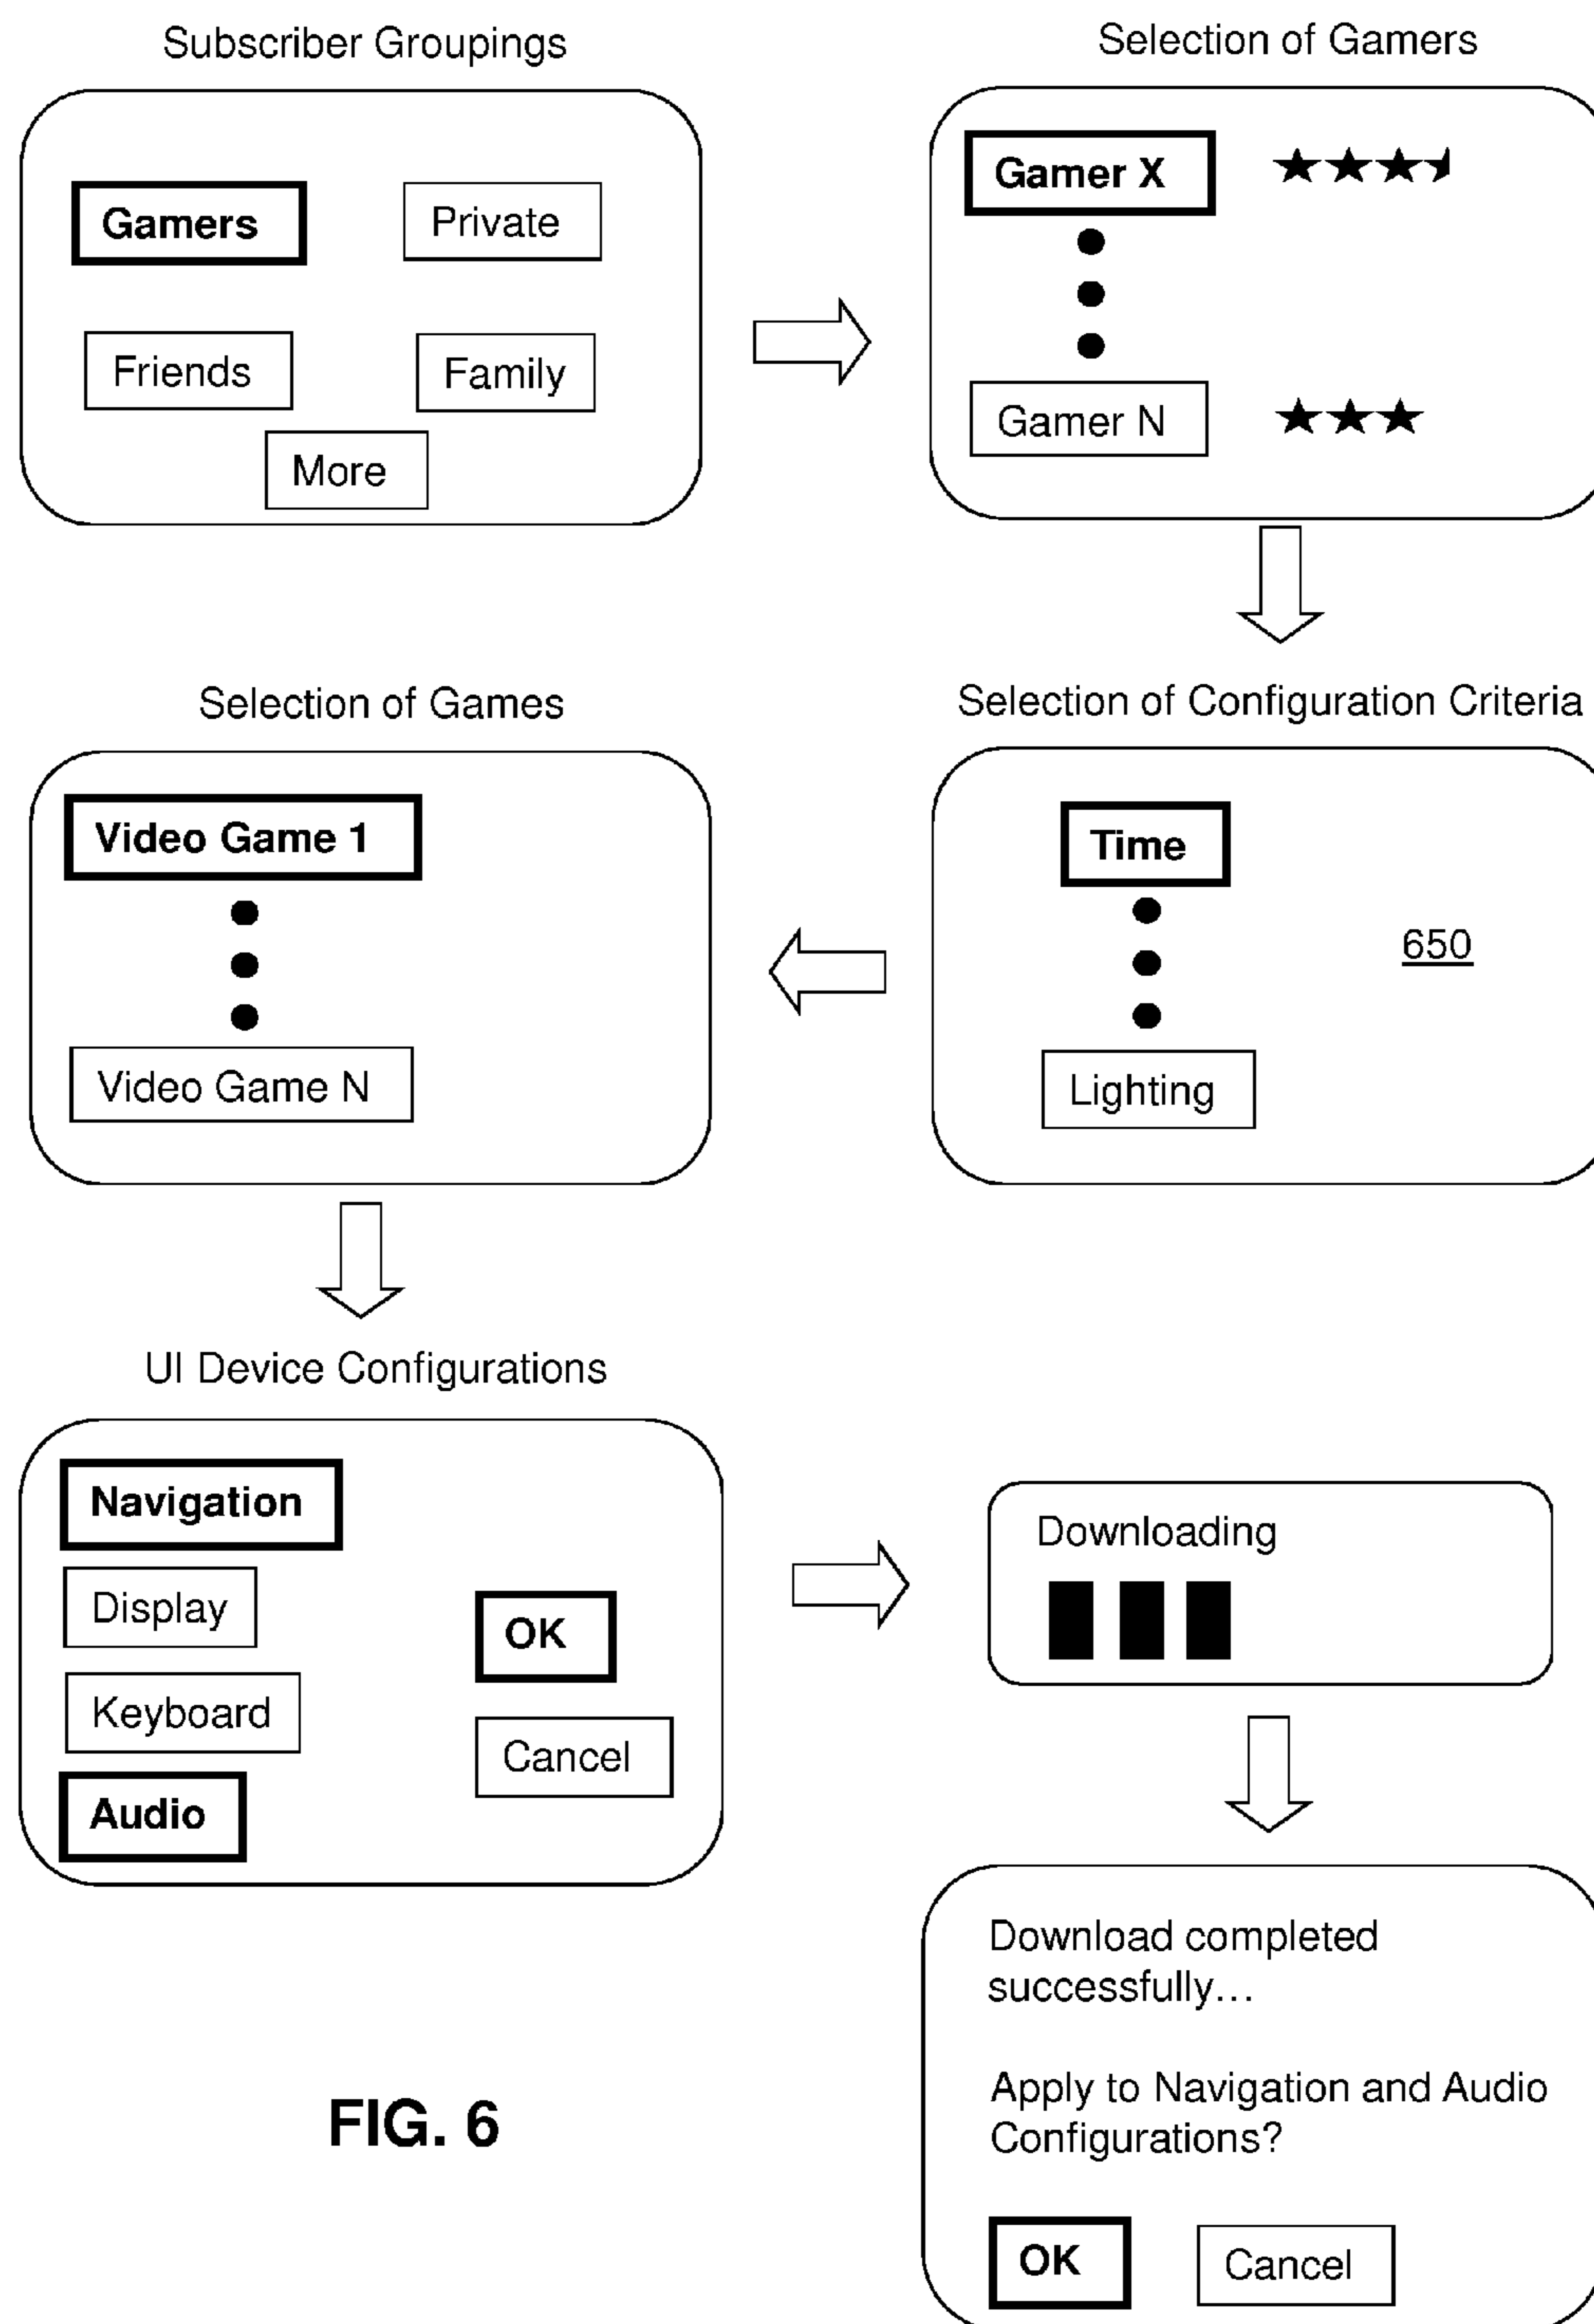 Subscriber Groupings
Gamers
Private
Friends
Family
More
Selection of Gamers
Gamer X
Gamer N
Selection of Configuration Criteria
Time
650
Lighting
Selection of Games
Video Game 1
Video Game N
UI Device Configurations
Navigation
Display
Keyboard
Audio
OK
Cancel
Downloading
Download completed
successfully...
Apply to Navigation and Audio
Configurations?
OK
Cancel
FIG. 6